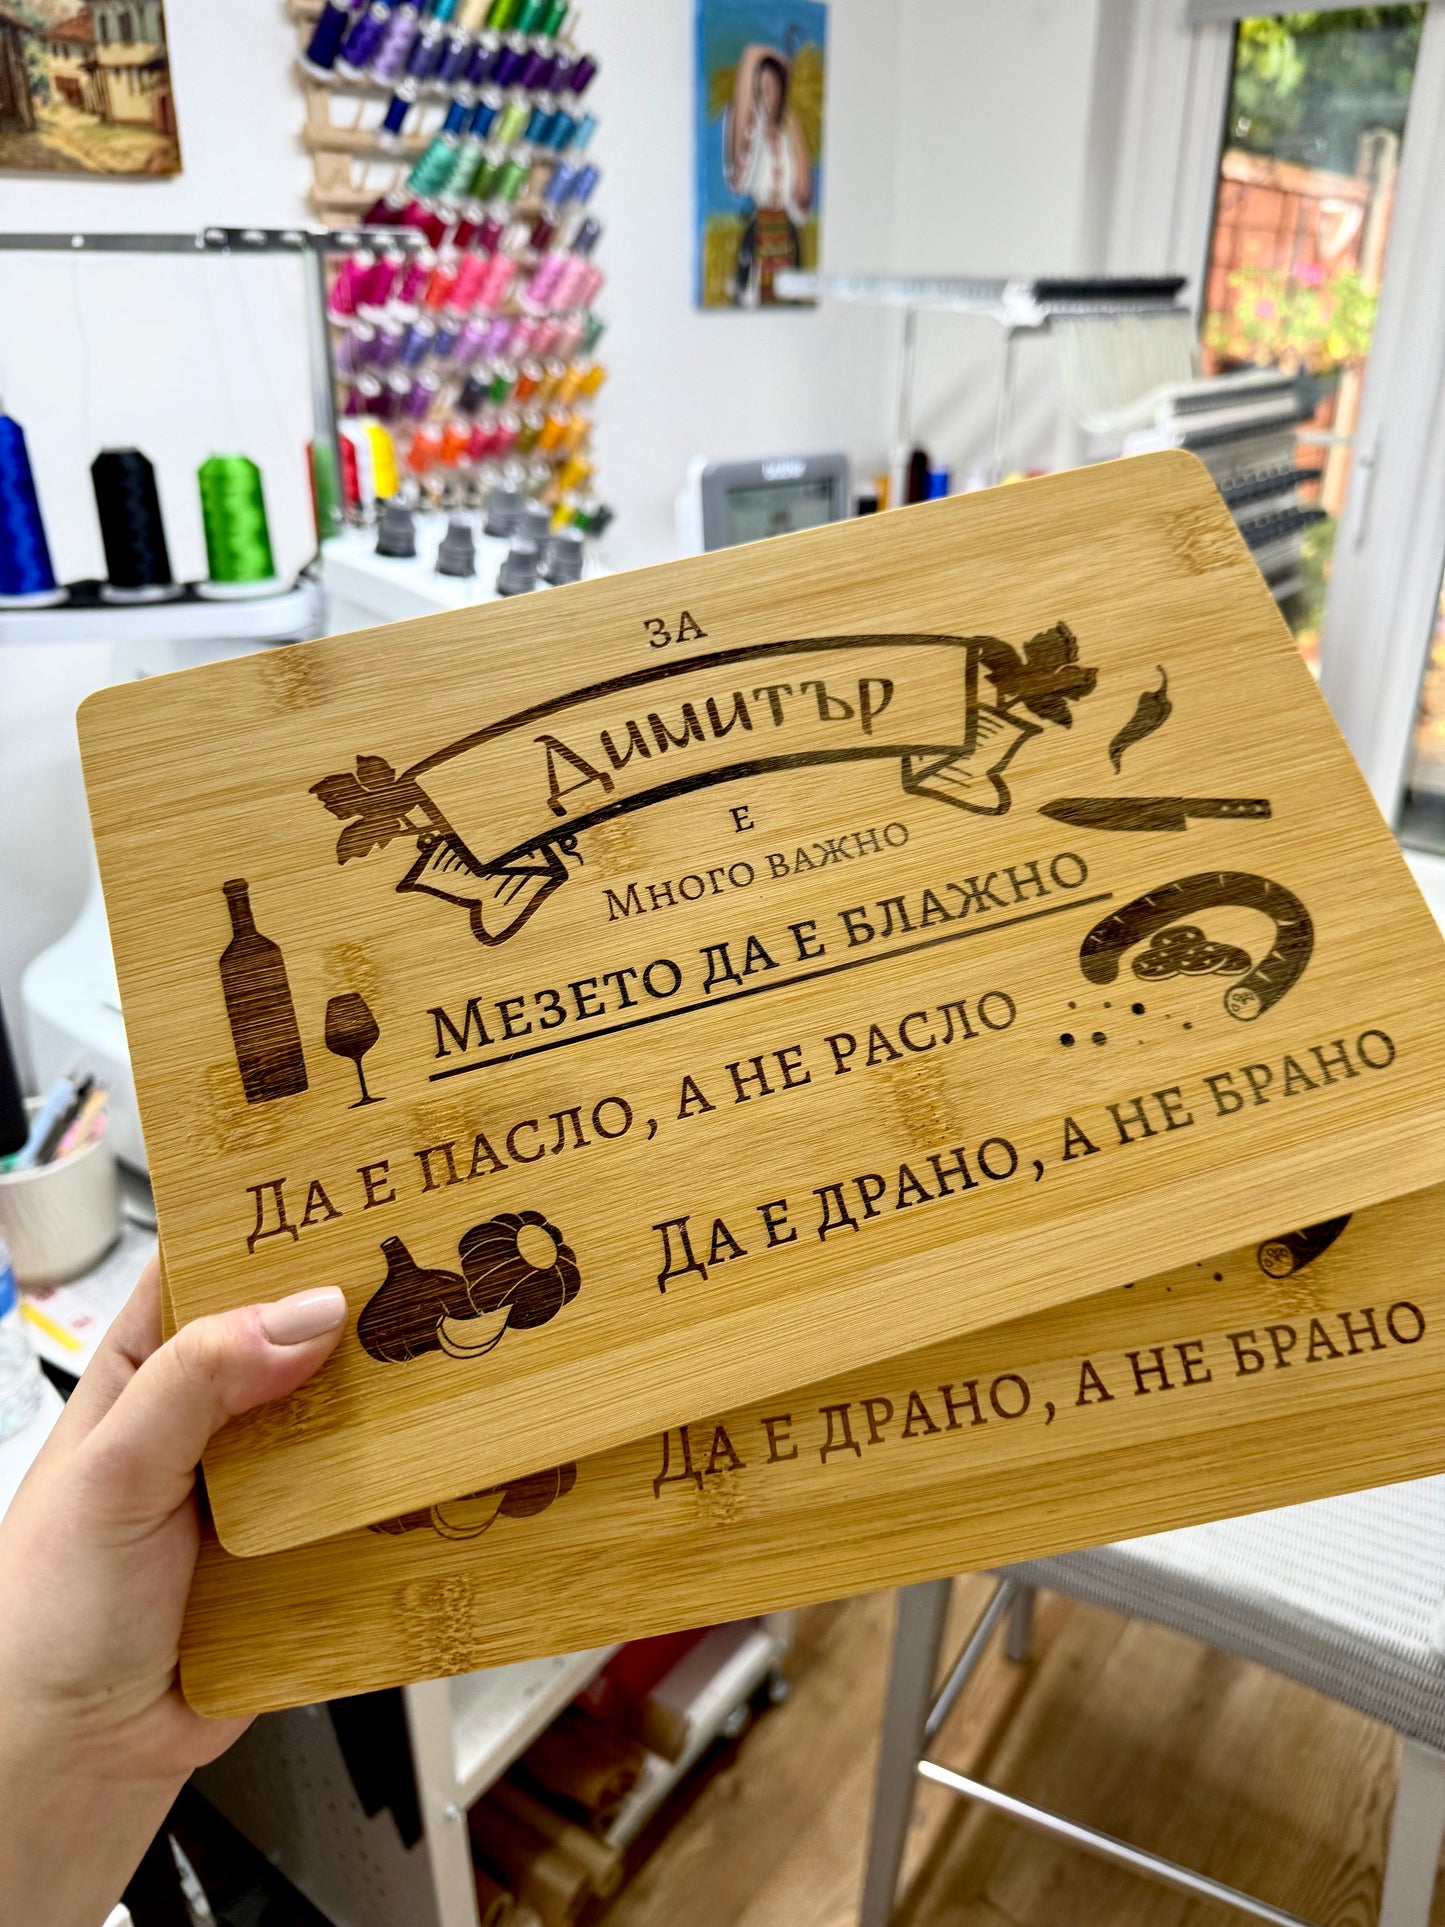 ЗА
Димитър
Е
Много важно
Мезето да е блажно
Да е пасло, а не расло
Да е драно, а не брано
Да е драно, а не брано